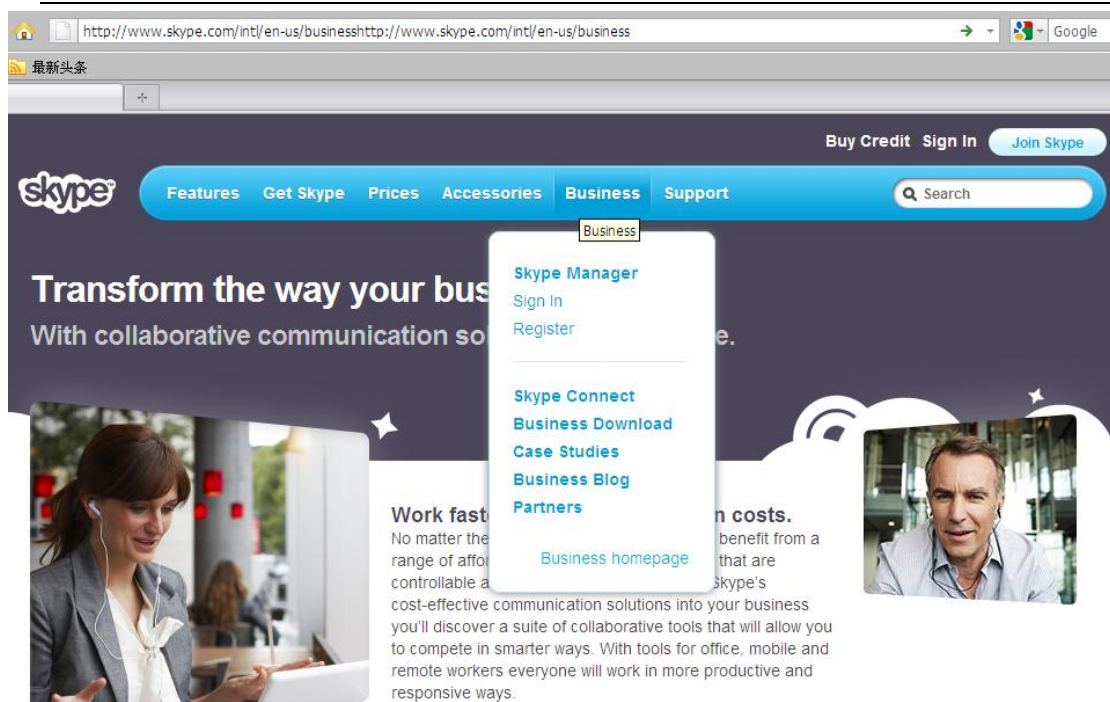 http://www.skype.com/intl/en-us/businesshttp://www.skype.com/intl/en-us/business
Google
最新头条
Buy Credit Sign In Join Skype
skype
Features Get Skype Prices Accessories Business Support
Search
Business
Transform the way your bus
With collaborative communication so e.
Skype Manager
Sign In
Register
Skype Connect
Business Download
Case Studies
Business Blog
Partners
Business homepage
Work fast n costs.
No matter the benefit from a
range of affor that are
controllable a Skype's
cost-effective communication solutions into your business
you'll discover a suite of collaborative tools that will allow you
to compete in smarter ways. With tools for office, mobile and
remote workers everyone will work in more productive and
responsive ways.